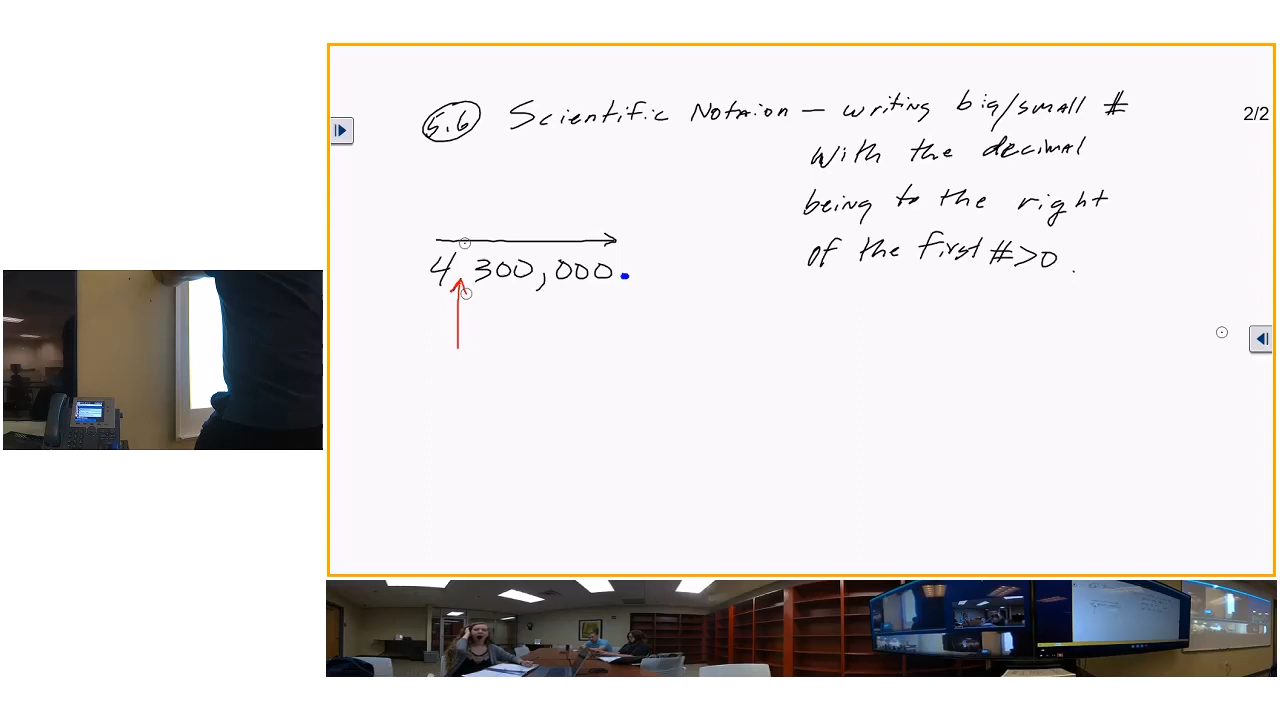 5.6 Scientific Notaion — writing big/small #
2/2
with the decimal
being to the right
of the first # > 0.
4,300,000.